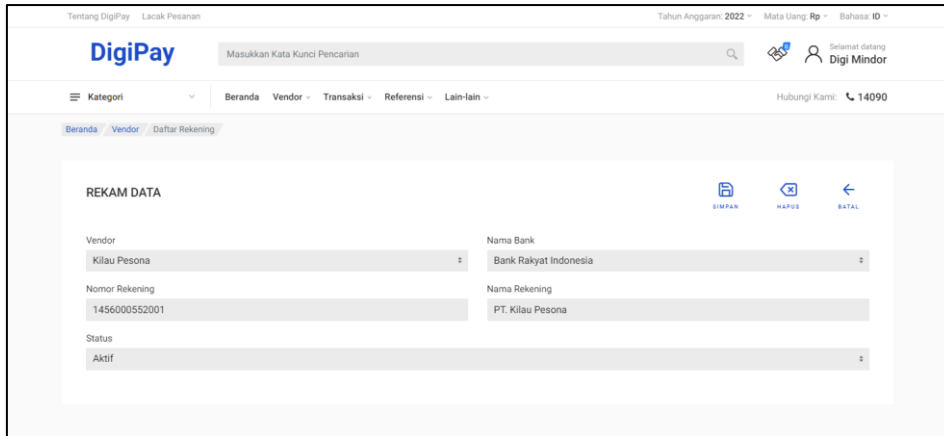 Tentang DigiPay Lacak Pesanan Tahun Anggaran: 2022 Mata Uang: Rp Bahasa: ID
DigiPay Masukkan Kata Kunci Pencarian 0 Selamat datang
Digi Mindor
Kategori Beranda Vendor Transaksi Referensi Lain-lain Hubungi Kami: 14090
Beranda Vendor Daftar Rekening
REKAM DATA
SIMPAN HAPUS BATAL
Vendor Nama Bank
Kilau Pesona Bank Rakyat Indonesia
Nomor Rekening Nama Rekening
1456000552001 PT. Kilau Pesona
Status
Aktif